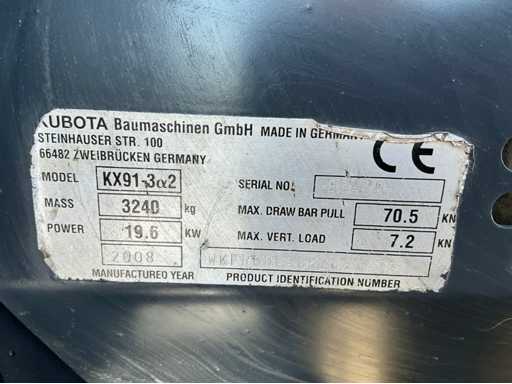 KUBOTA Baumaschinen GmbH MADE IN GERMANY
STEINHAUSER STR. 100
66482 ZWEIBRÜCKEN GERMANY
CE
MODEL KX91-3α2
SERIAL NO.
MASS 3240 kg
MAX. DRAW BAR PULL 70.5 KN
POWER 19.6 KW
MAX. VERT. LOAD 7.2 KN
2008
MANUFACTURED YEAR
PRODUCT IDENTIFICATION NUMBER